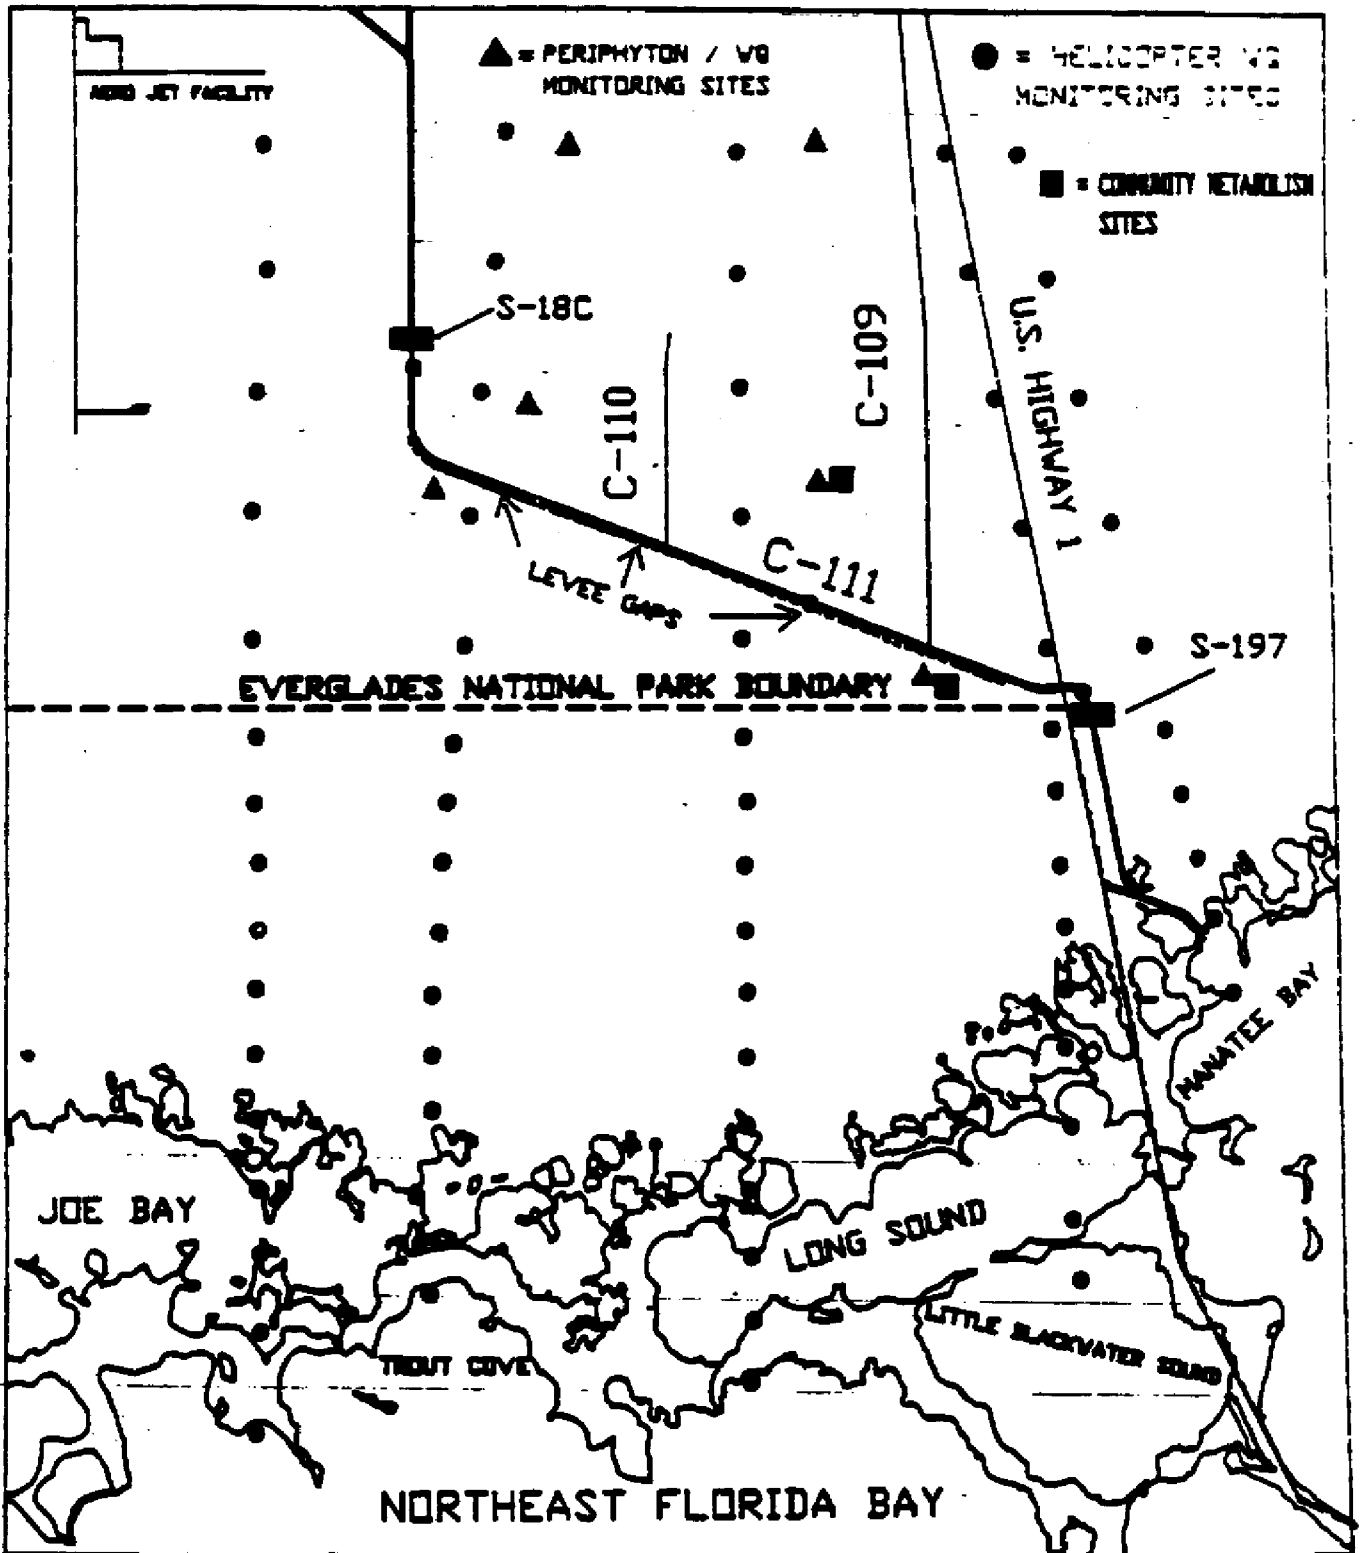 = PERIPHYTON / WQ
MONITORING SITES
= HELICOPTER WQ
MONITORING SITES
AERO JET FACILITY
= COMMUNITY METABOLISM
SITES
S-18C
C-110
C-109
U.S. HIGHWAY 1
C-111
LEVEE GAPS
S-197
EVERGLADES NATIONAL PARK BOUNDARY
MANATEE BAY
JOE BAY
LONG SOUND
LITTLE BLACKWATER SOUND
TROUT COVE
NORTHEAST FLORIDA BAY